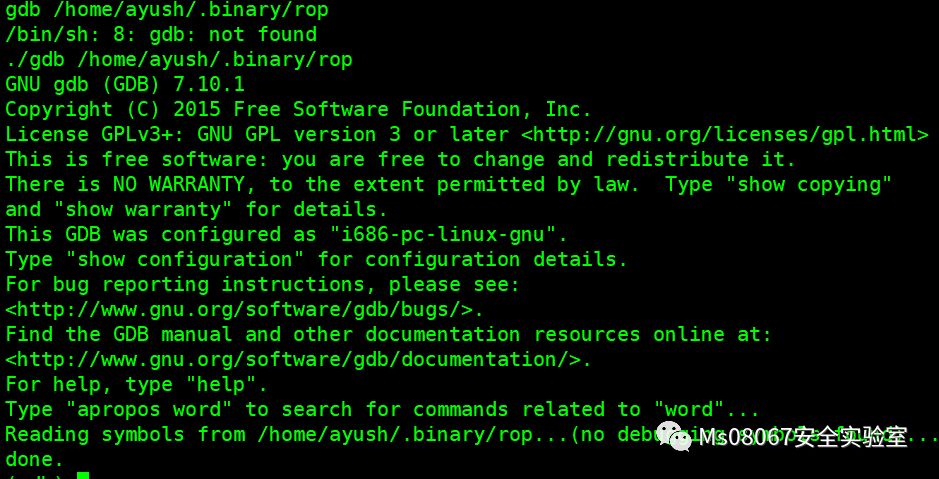 gdb /home/ayush/.binary/rop
/bin/sh: 8: gdb: not found
./gdb /home/ayush/.binary/rop
GNU gdb (GDB) 7.10.1
Copyright (C) 2015 Free Software Foundation, Inc.
License GPLv3+: GNU GPL version 3 or later <http://gnu.org/licenses/gpl.html>
This is free software: you are free to change and redistribute it.
There is NO WARRANTY, to the extent permitted by law.  Type "show copying"
and "show warranty" for details.
This GDB was configured as "i686-pc-linux-gnu".
Type "show configuration" for configuration details.
For bug reporting instructions, please see:
<http://www.gnu.org/software/gdb/bugs/>.
Find the GDB manual and other documentation resources online at:
<http://www.gnu.org/software/gdb/documentation/>.
For help, type "help".
Type "apropos word" to search for commands related to "word"...
Reading symbols from /home/ayush/.binary/rop...(no
Ms08067安全实验室
done.